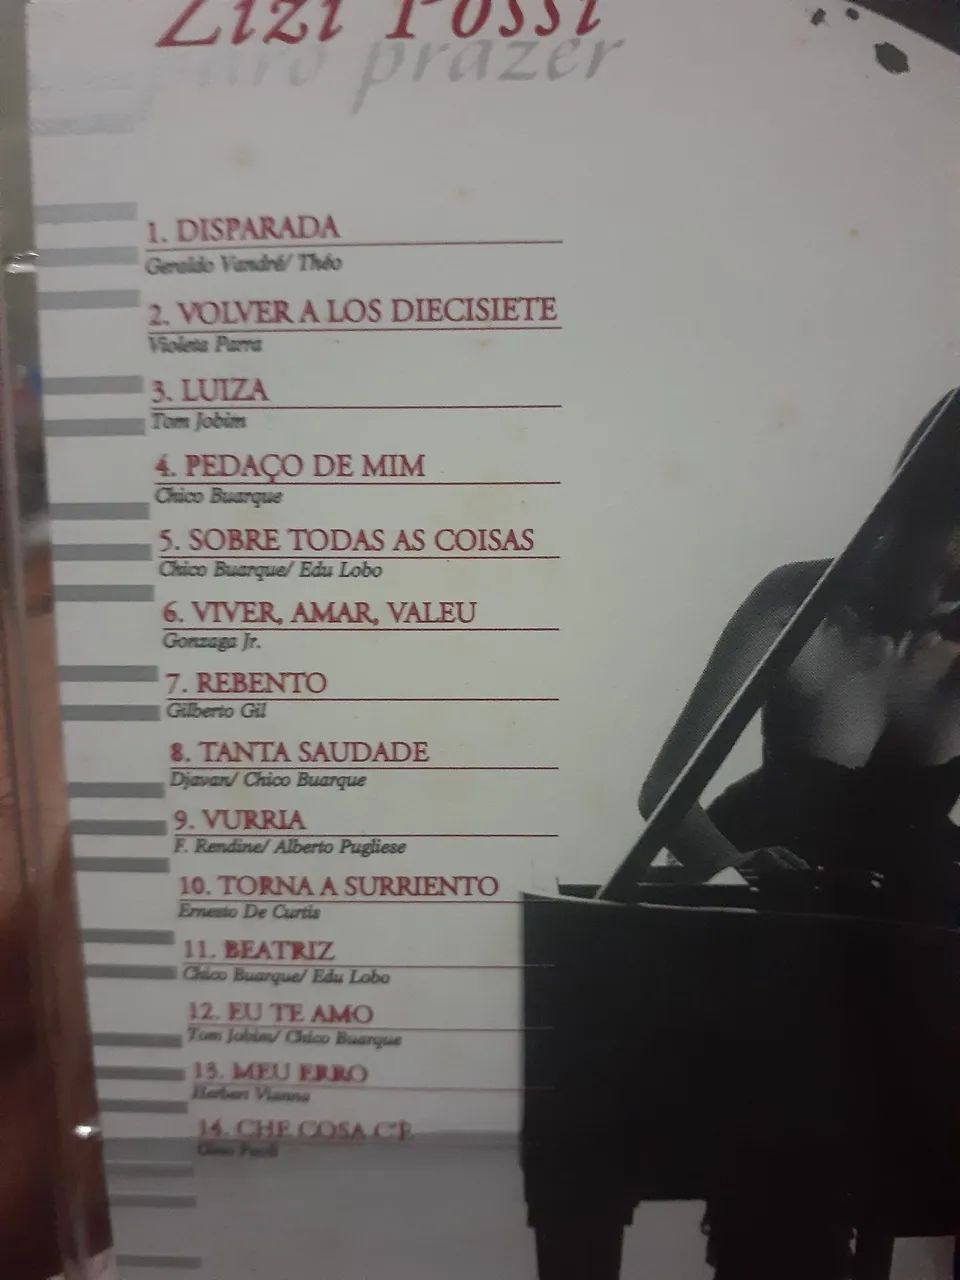 Zizi Possi
puro prazer
1. DISPARADA
Geraldo Vandré/ Théo
2. VOLVER A LOS DIECISIETE
Violeta Parra
3. LUIZA
Tom Jobim
4. PEDAÇO DE MIM
Chico Buarque
5. SOBRE TODAS AS COISAS
Chico Buarque/ Edu Lobo
6. VIVER, AMAR, VALEU
Gonzaga Jr.
7. REBENTO
Gilberto Gil
8. TANTA SAUDADE
Djavan/ Chico Buarque
9. VURRIA
F. Rendine/ Alberto Pugliese
10. TORNA A SURRIENTO
Ernesto De Curtis
11. BEATRIZ
Chico Buarque/ Edu Lobo
12. EU TE AMO
Tom Jobim/ Chico Buarque
13. MEU ERRO
Herbert Vianna
14. CHE COSA C'È
Gino Paoli